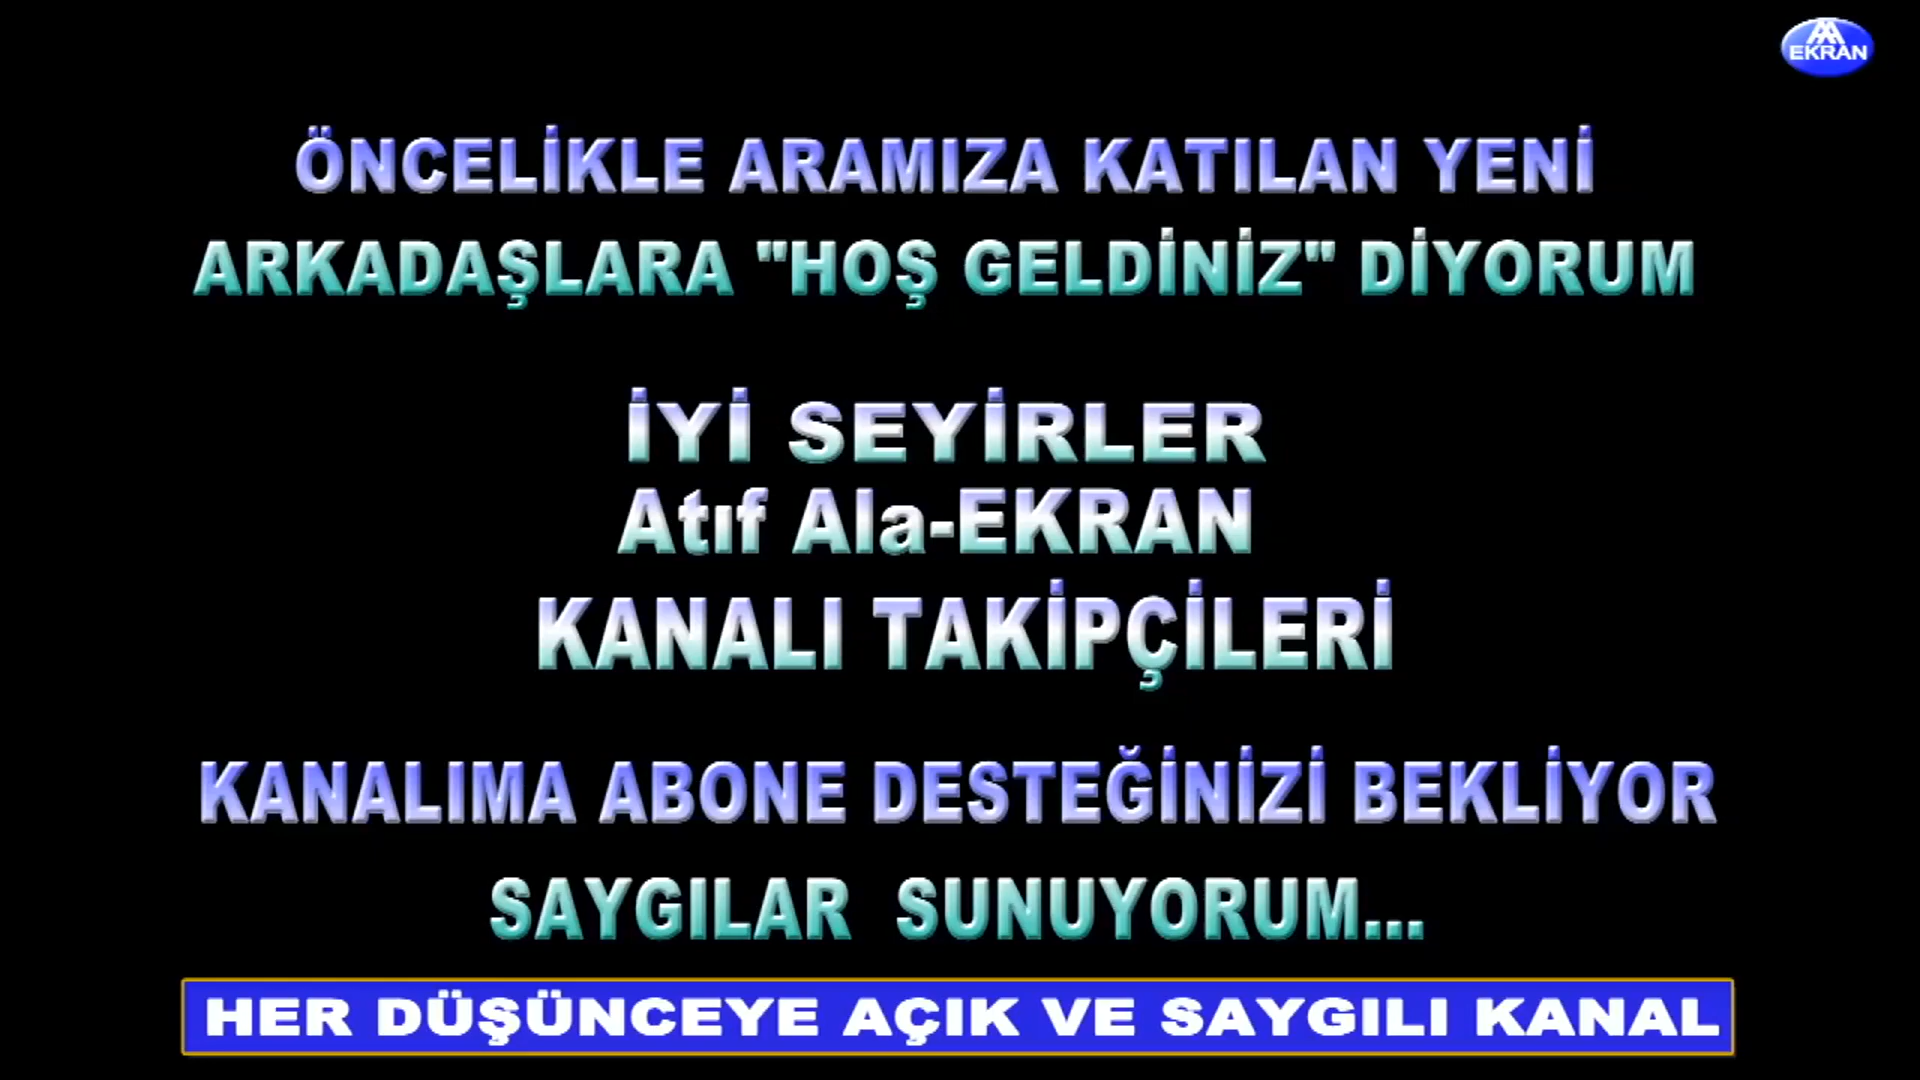 EKRAN
ÖNCELİKLE ARAMIZA KATILAN YENİ
ARKADAŞLARA "HOŞ GELDİNİZ" DİYORUM
İYİ SEYİRLER
Atıf Ala-EKRAN
KANALI TAKİPÇİLERİ
KANALIMA ABONE DESTEĞİNİZİ BEKLİYOR
SAYGILAR SUNUYORUM...
HER DÜŞÜNCEYE AÇIK VE SAYGILI KANAL